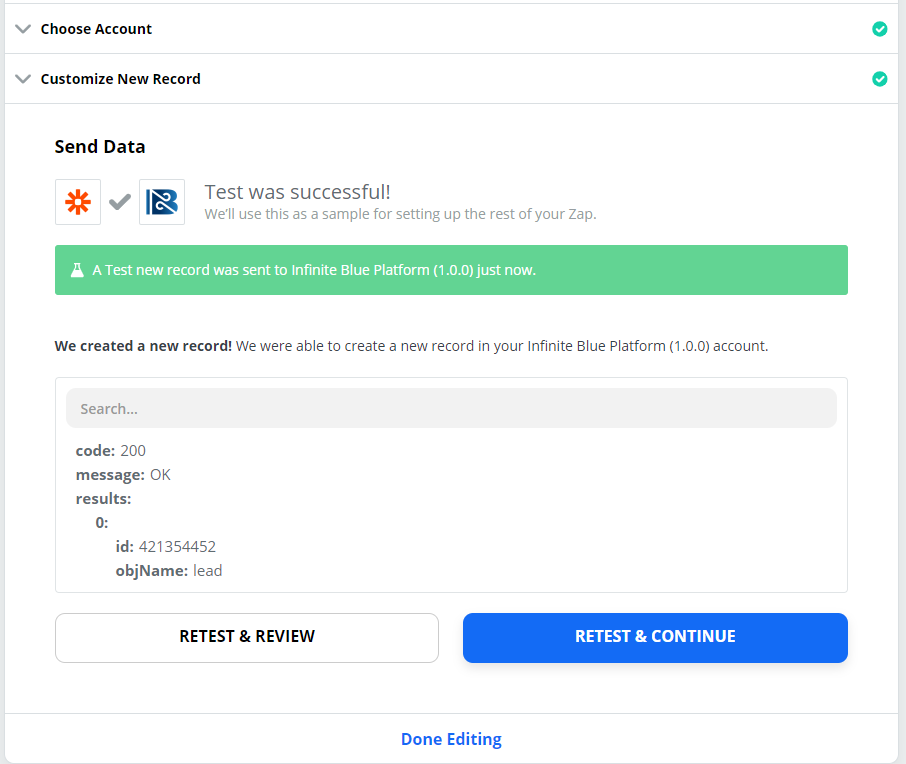 Choose Account
Customize New Record
Send Data
Test was successful!
We'll use this as a sample for setting up the rest of your Zap.
A Test new record was sent to Infinite Blue Platform (1.0.0) just now.
We created a new record! We were able to create a new record in your Infinite Blue Platform (1.0.0) account.
Search...
code: 200
message: OK
results:
0:
id: 421354452
objName: lead
RETEST & REVIEW
RETEST & CONTINUE
Done Editing